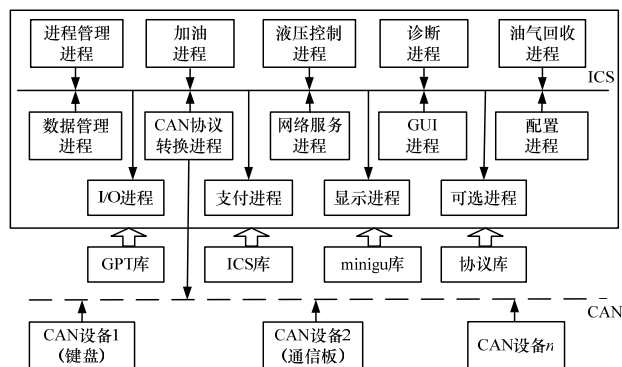 进程管理
进程
加油
进程
液压控制
进程
诊断
进程
油气回收
进程
ICS
数据管理
进程
CAN协议
转换进程
网络服务
进程
GUI
进程
配置
进程
I/O进程
支付进程
显示进程
可选进程
GPT库
ICS库
minigu库
协议库
CAN
CAN设备1
(键盘)
CAN设备2
(通信板)
CAN设备n